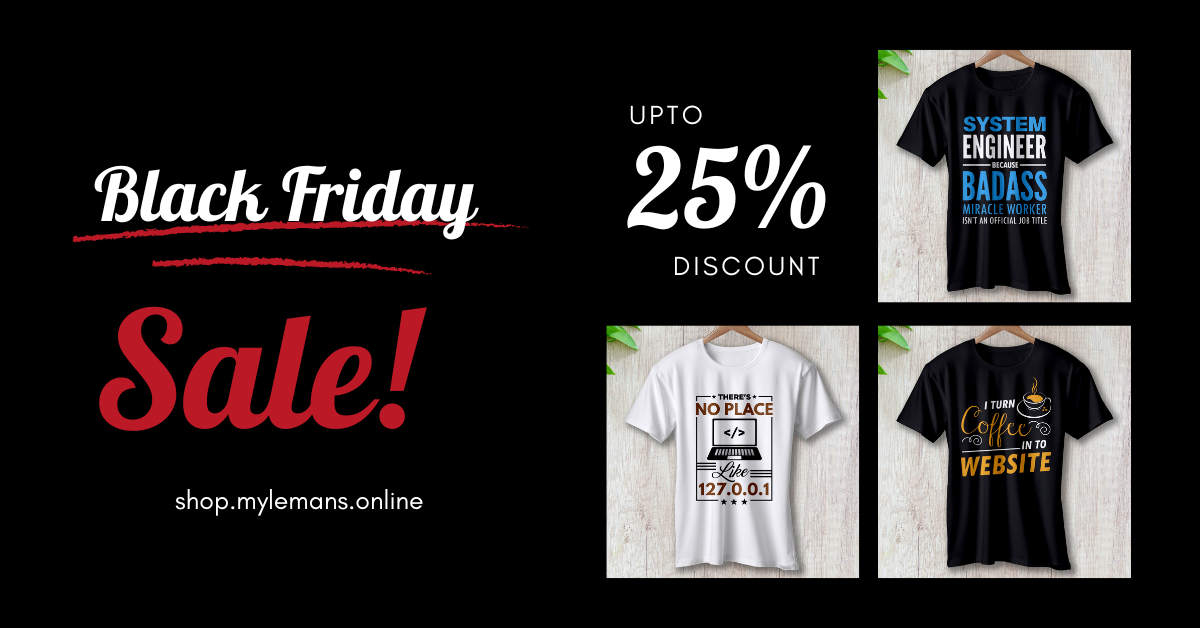 Black Friday
Sale!
shop.mylemans.online
UPTO
25%
DISCOUNT
SYSTEM
ENGINEER
BECAUSE
BADASS
MIRACLE WORKER
ISN'T AN OFFICIAL JOB TITLE
THERE'S
NO PLACE
</>
Like
127.0.0.1
I TURN
Coffee
IN TO
WEBSITE